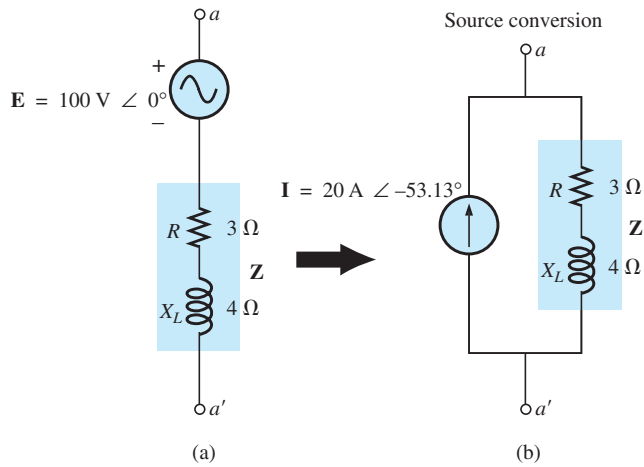 a
+
E = 100 V ∠ 0°
–
R 3 Ω
Z
X_L 4 Ω
a′
(a)
Source conversion
a
I = 20 A ∠ –53.13°
R 3 Ω
Z
X_L 4 Ω
a′
(b)